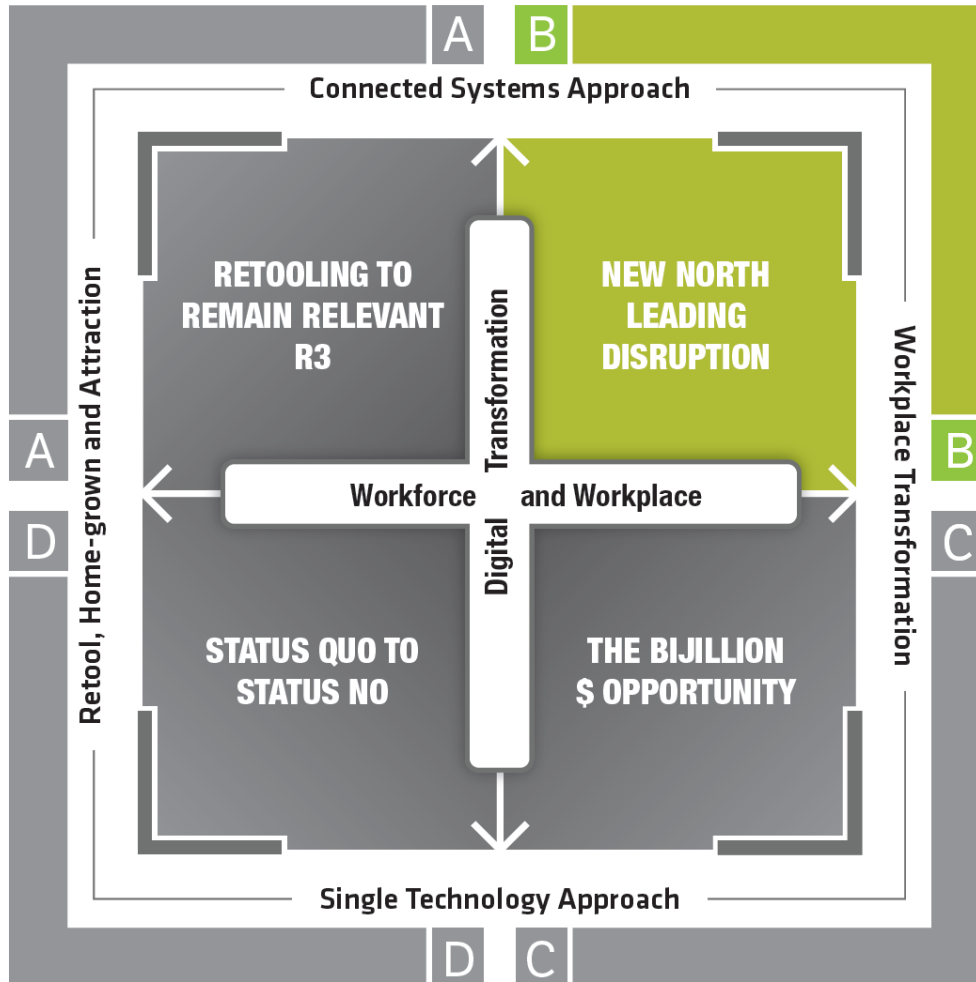 A
B
Connected Systems Approach
RETOOLING TO
REMAIN RELEVANT
R3
NEW NORTH
LEADING
DISRUPTION
Retool, Home-grown and Attraction
Workplace Transformation
A
B
Digital Transformation
Workforce and Workplace
D
C
STATUS QUO TO
STATUS NO
THE BIJILLION
$ OPPORTUNITY
Single Technology Approach
D
C